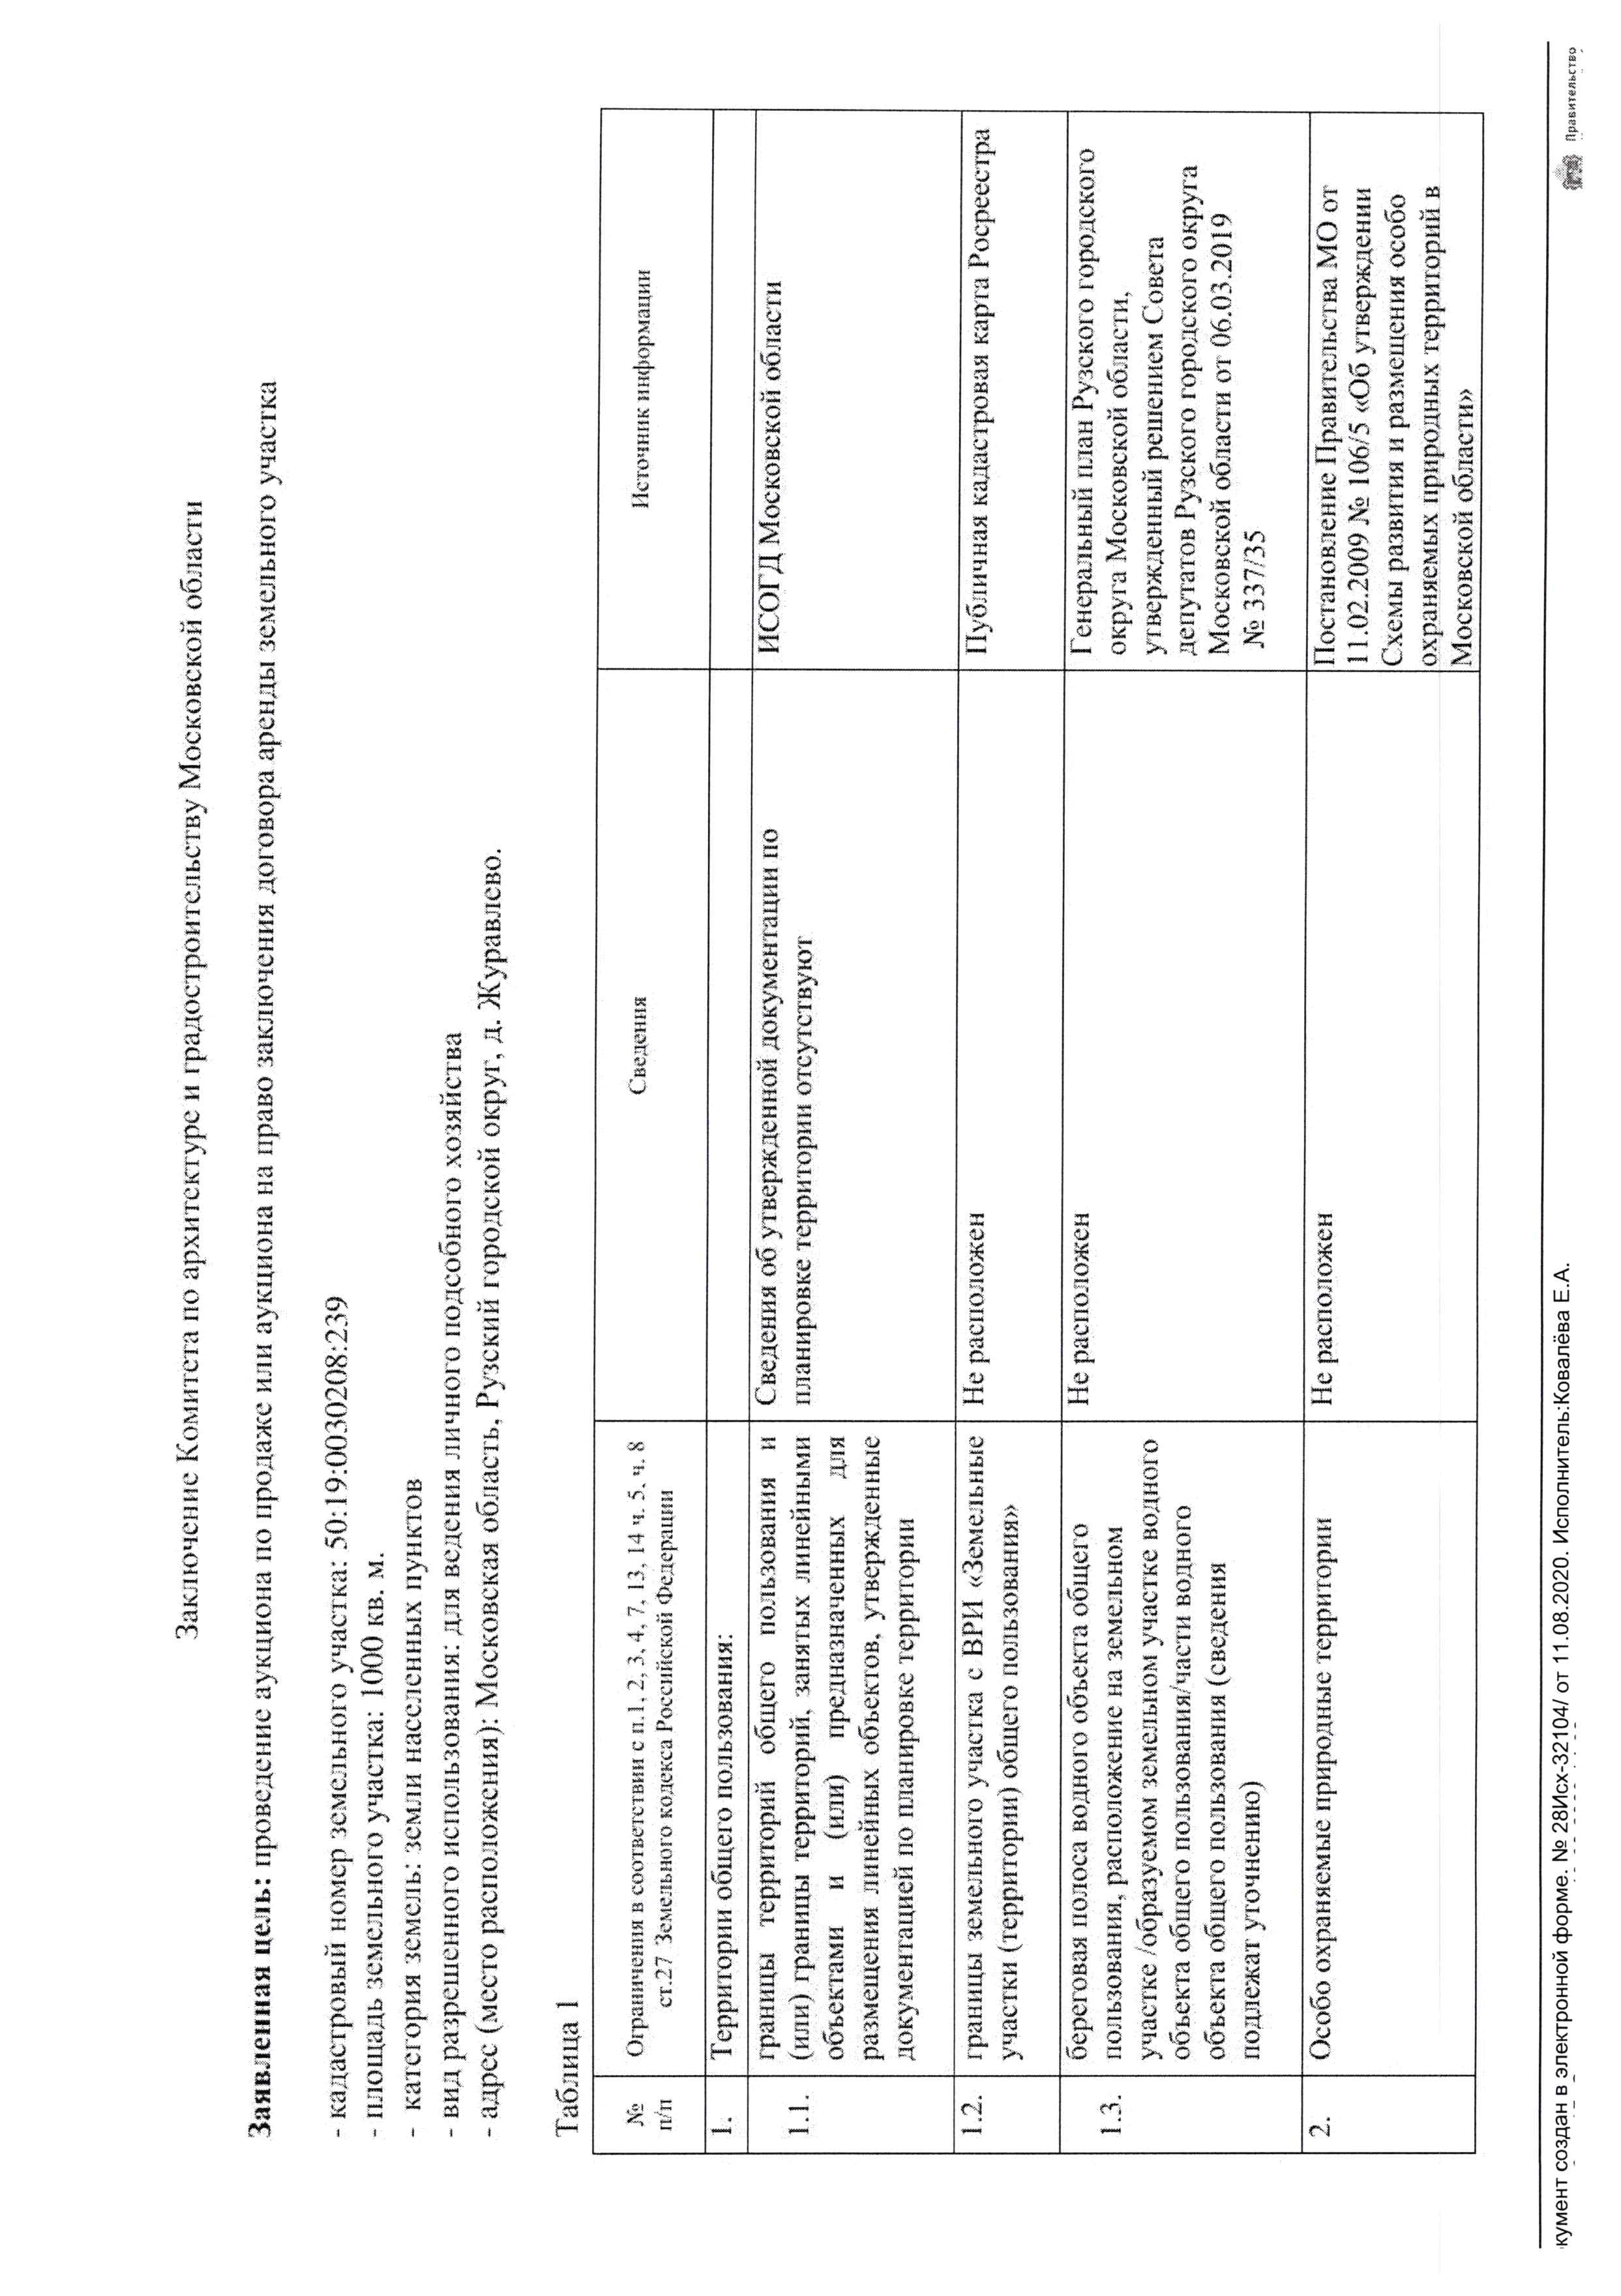 Заключение Комитета по архитектуре и градостроительству Московской области
Заявленная цель: проведение аукциона по продаже или аукциона на право заключения договора аренды земельного участка
- кадастровый номер земельного участка: 50:19:0030208:239
- площадь земельного участка: 1000 кв. м.
- категория земель: земли населенных пунктов
- вид разрешенного использования: для ведения личного подсобного хозяйства
- адрес (место расположения): Московская область, Рузский городской округ, д. Журавлево.
Таблица 1
№
п/п
Ограничения в соответствии с п.1, 2, 3, 4, 7, 13, 14 ч. 5. ч. 8
ст.27 Земельного кодекса Российской Федерации
Сведения
Источник информации
1.
Территории общего пользования:
1.1.
границы территорий общего пользования и
(или) границы территорий, занятых линейными
объектами и (или) предназначенных для
размещения линейных объектов, утвержденные
документацией по планировке территории
Сведения об утвержденной документации по
планировке территории отсутствуют
ИСОГД Московской области
1.2.
границы земельного участка с ВРИ «Земельные
участки (территории) общего пользования»
Не расположен
Публичная кадастровая карта Росреестра
1.3.
береговая полоса водного объекта общего
пользования, расположение на земельном
участке /образуемом земельном участке водного
объекта общего пользования/части водного
объекта общего пользования (сведения
подлежат уточнению)
Не расположен
Генеральный план Рузского городского
округа Московской области,
утвержденный решением Совета
депутатов Рузского городского округа
Московской области от 06.03.2019
№ 337/35
2.
Особо охраняемые природные территории
Не расположен
Постановление Правительства МО от
11.02.2009 № 106/5 «Об утверждении
Схемы развития и размещения особо
охраняемых природных территорий в
Московской области»
кумент создан в электронной форме. № 28Исх-32104/ от 11.08.2020. Исполнитель:Ковалёва Е.А.
Правительство